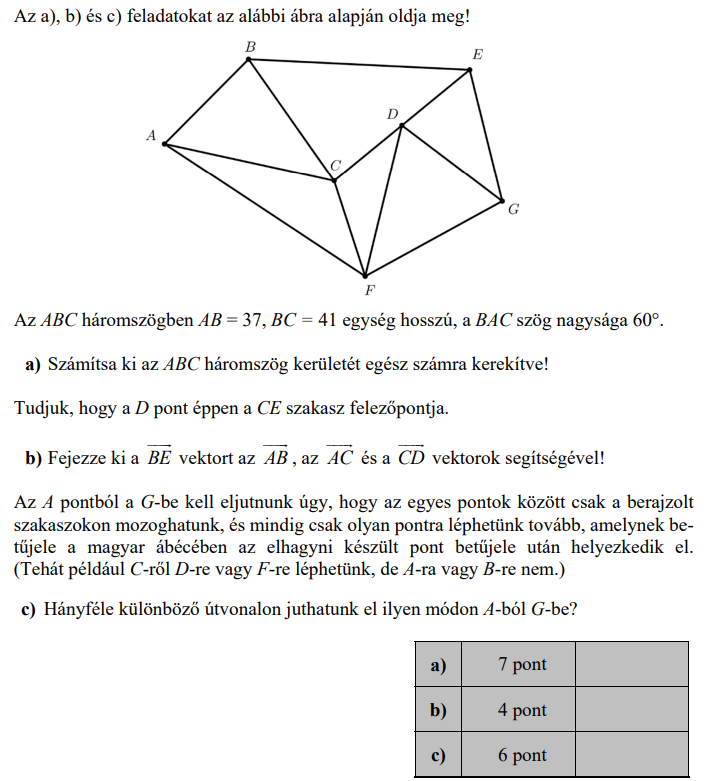 Az a), b) és c) feladatokat az alábbi ábra alapján oldja meg!
B
E
D
A
C
G
F
Az ABC háromszögben AB = 37, BC = 41 egység hosszú, a BAC szög nagysága 60°.
a) Számítsa ki az ABC háromszög kerületét egész számra kerekítve!
Tudjuk, hogy a D pont éppen a CE szakasz felezőpontja.
b) Fejezze ki a BE vektort az AB, az AC és a CD vektorok segítségével!
Az A pontból a G-be kell eljutnunk úgy, hogy az egyes pontok között csak a berajzolt
szakaszokon mozoghatunk, és mindig csak olyan pontra léphetünk tovább, amelynek be-
tűjele a magyar ábécében az elhagyni készült pont betűjele után helyezkedik el.
(Tehát például C-ről D-re vagy F-re léphetünk, de A-ra vagy B-re nem.)
c) Hányféle különböző útvonalon juthatunk el ilyen módon A-ból G-be?
a) 7 pont
b) 4 pont
c) 6 pont